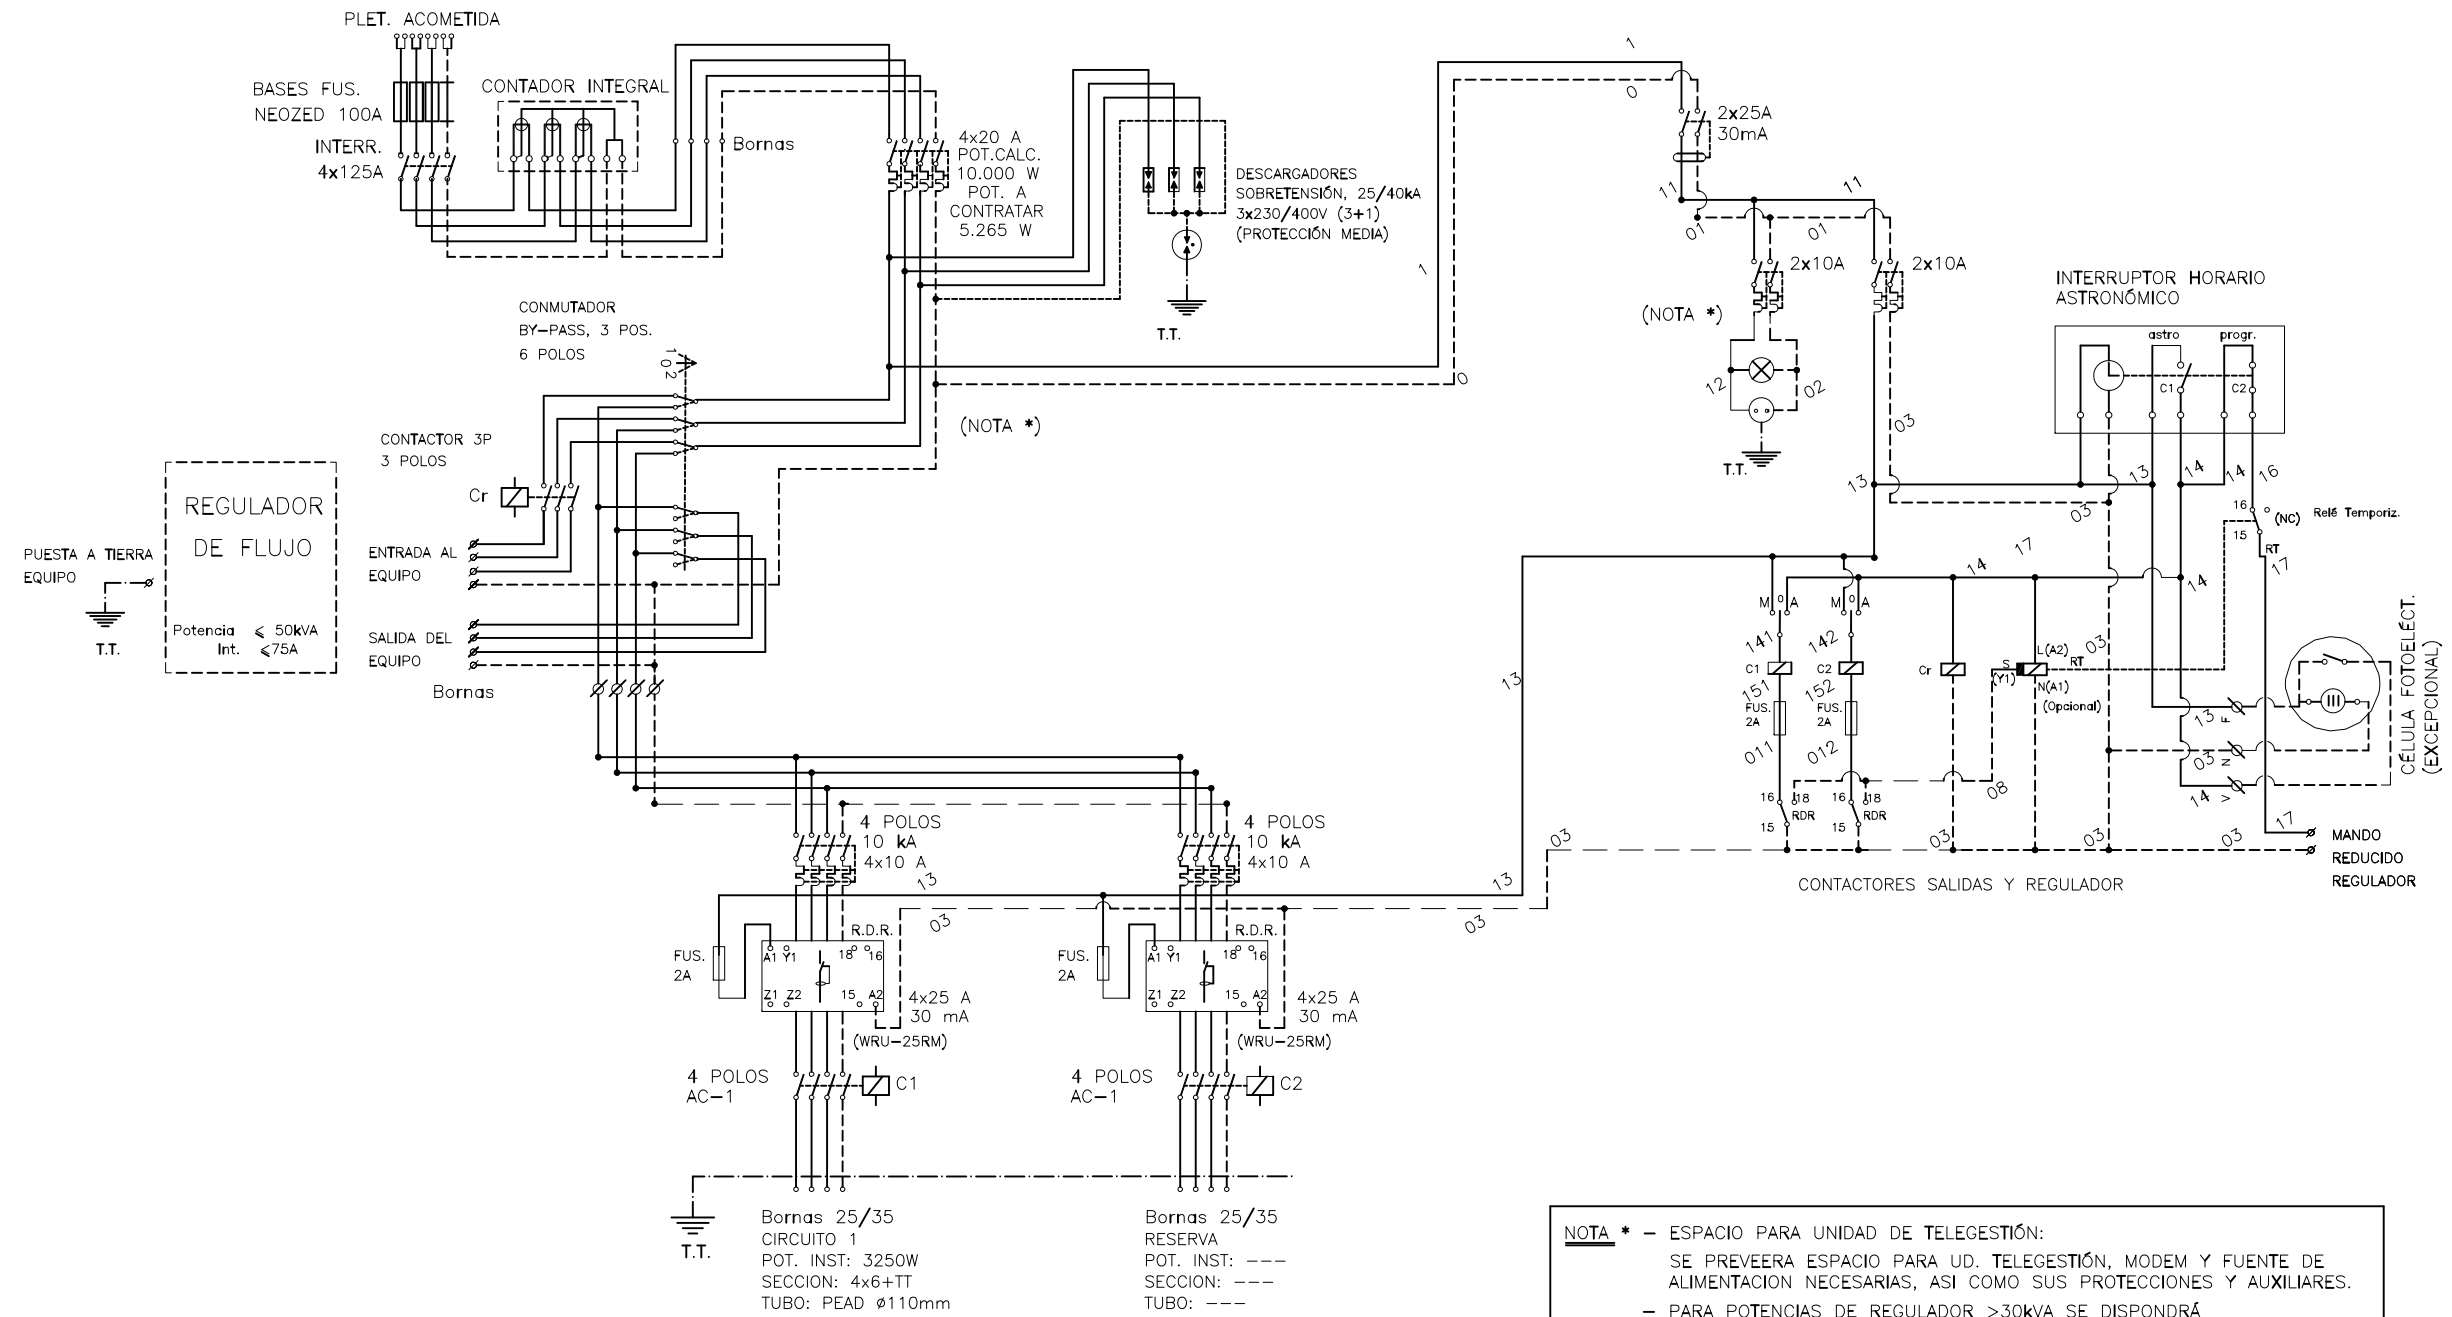 PLET. ACOMETIDA
BASES FUS.
NEOZED 100A
INTERR.
4x125A
CONTADOR INTEGRAL
Bornas
4x20 A
POT.CALC.
10.000 W
POT. A
CONTRATAR
5.265 W
DESCARGADORES
SOBRETENSIÓN, 25/40kA
3x230/400V (3+1)
(PROTECCIÓN MEDIA)
T.T.
1
0
1
0
2x25A
30mA
11
11
01
01
2x10A
2x10A
(NOTA *)
12
02
03
T.T.
INTERRUPTOR HORARIO
ASTRONÓMICO
astro
progr.
C1
C2
13
14
14
16
13
03
16
(NC)
Relé Temporiz.
15
RT
17
17
14
14
CONMUTADOR
BY-PASS, 3 POS.
6 POLOS
1
0
2
(NOTA *)
CONTACTOR 3P
3 POLOS
Cr
REGULADOR
DE FLUJO
Potencia ⩽ 50kVA
Int. ⩽75A
PUESTA A TIERRA
EQUIPO
T.T.
ENTRADA AL
EQUIPO
SALIDA DEL
EQUIPO
Bornas
M 0 A
M 0 A
141
142
C1
C2
151
152
FUS.
2A
FUS.
2A
011
012
16
18
RDR
15
16
18
RDR
15
Cr
S
(Y1)
L(A2)
RT
N(A1)
(Opcional)
03
08
13 F
03 N
14 V
CÉLULA FOTOELÉCT.
(EXCEPCIONAL)
13
03
03
03
03
17
MANDO
REDUCIDO
REGULADOR
CONTACTORES SALIDAS Y REGULADOR
4 POLOS
10 kA
4x10 A
13
03
4 POLOS
10 kA
4x10 A
13
03
R.D.R.
FUS.
2A
A1 Y1
18 16
Z1 Z2
15 A2
4x25 A
30 mA
(WRU-25RM)
R.D.R.
FUS.
2A
A1 Y1
18 16
Z1 Z2
15 A2
4x25 A
30 mA
(WRU-25RM)
4 POLOS
AC-1
C1
4 POLOS
AC-1
C2
T.T.
Bornas 25/35
CIRCUITO 1
POT. INST: 3250W
SECCION: 4x6+TT
TUBO: PEAD ø110mm
Bornas 25/35
RESERVA
POT. INST: ---
SECCION: ---
TUBO: ---
NOTA * - ESPACIO PARA UNIDAD DE TELEGESTIÓN:
SE PREVEERA ESPACIO PARA UD. TELEGESTIÓN, MODEM Y FUENTE DE
ALIMENTACION NECESARIAS, ASI COMO SUS PROTECCIONES Y AUXILIARES.
- PARA POTENCIAS DE REGULADOR >30kVA SE DISPONDRÁ